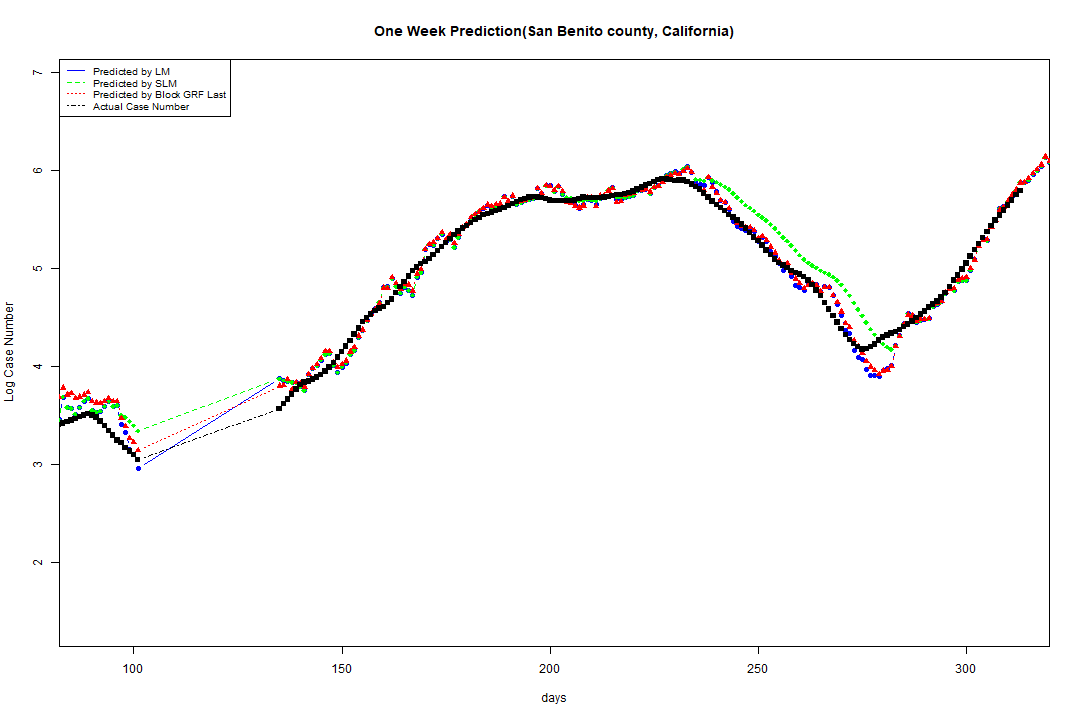 One Week Prediction(San Benito county, California)
Predicted by LM
Predicted by SLM
Predicted by Block GRF Last
Actual Case Number
7
6
5
4
3
2
Log Case Number
100 150 200 250 300
days